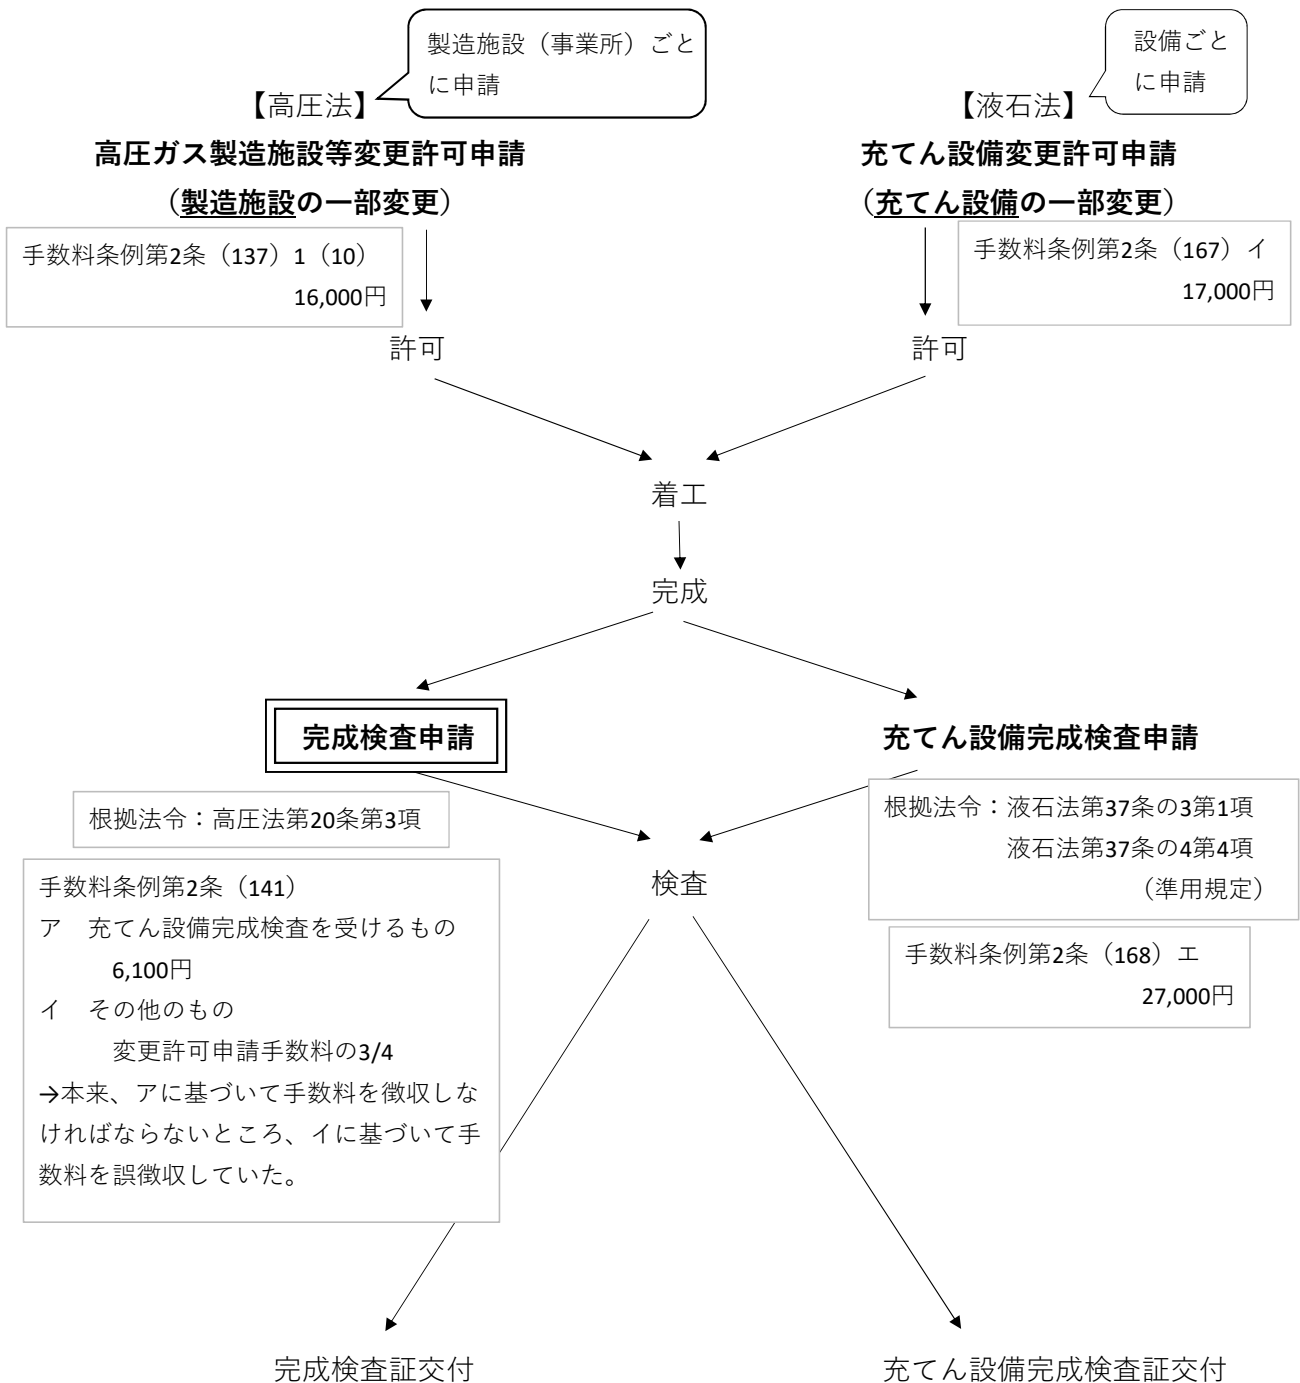 製造施設（事業所）ごと
に申請
設備ごと
に申請
【高圧法】
【液石法】
高圧ガス製造施設等変更許可申請
（製造施設の一部変更）
充てん設備変更許可申請
（充てん設備の一部変更）
手数料条例第2条（137）1（10）
16,000円
手数料条例第2条（167）イ
17,000円
許可
許可
着工
完成
完成検査申請
充てん設備完成検査申請
根拠法令：高圧法第20条第3項
根拠法令：液石法第37条の3第1項
液石法第37条の4第4項
（準用規定）
手数料条例第2条（141）
ア　充てん設備完成検査を受けるもの
6,100円
イ　その他のもの
変更許可申請手数料の3/4
→本来、アに基づいて手数料を徴収しな
ければならないところ、イに基づいて手
数料を誤徴収していた。
検査
手数料条例第2条（168）エ
27,000円
完成検査証交付
充てん設備完成検査証交付